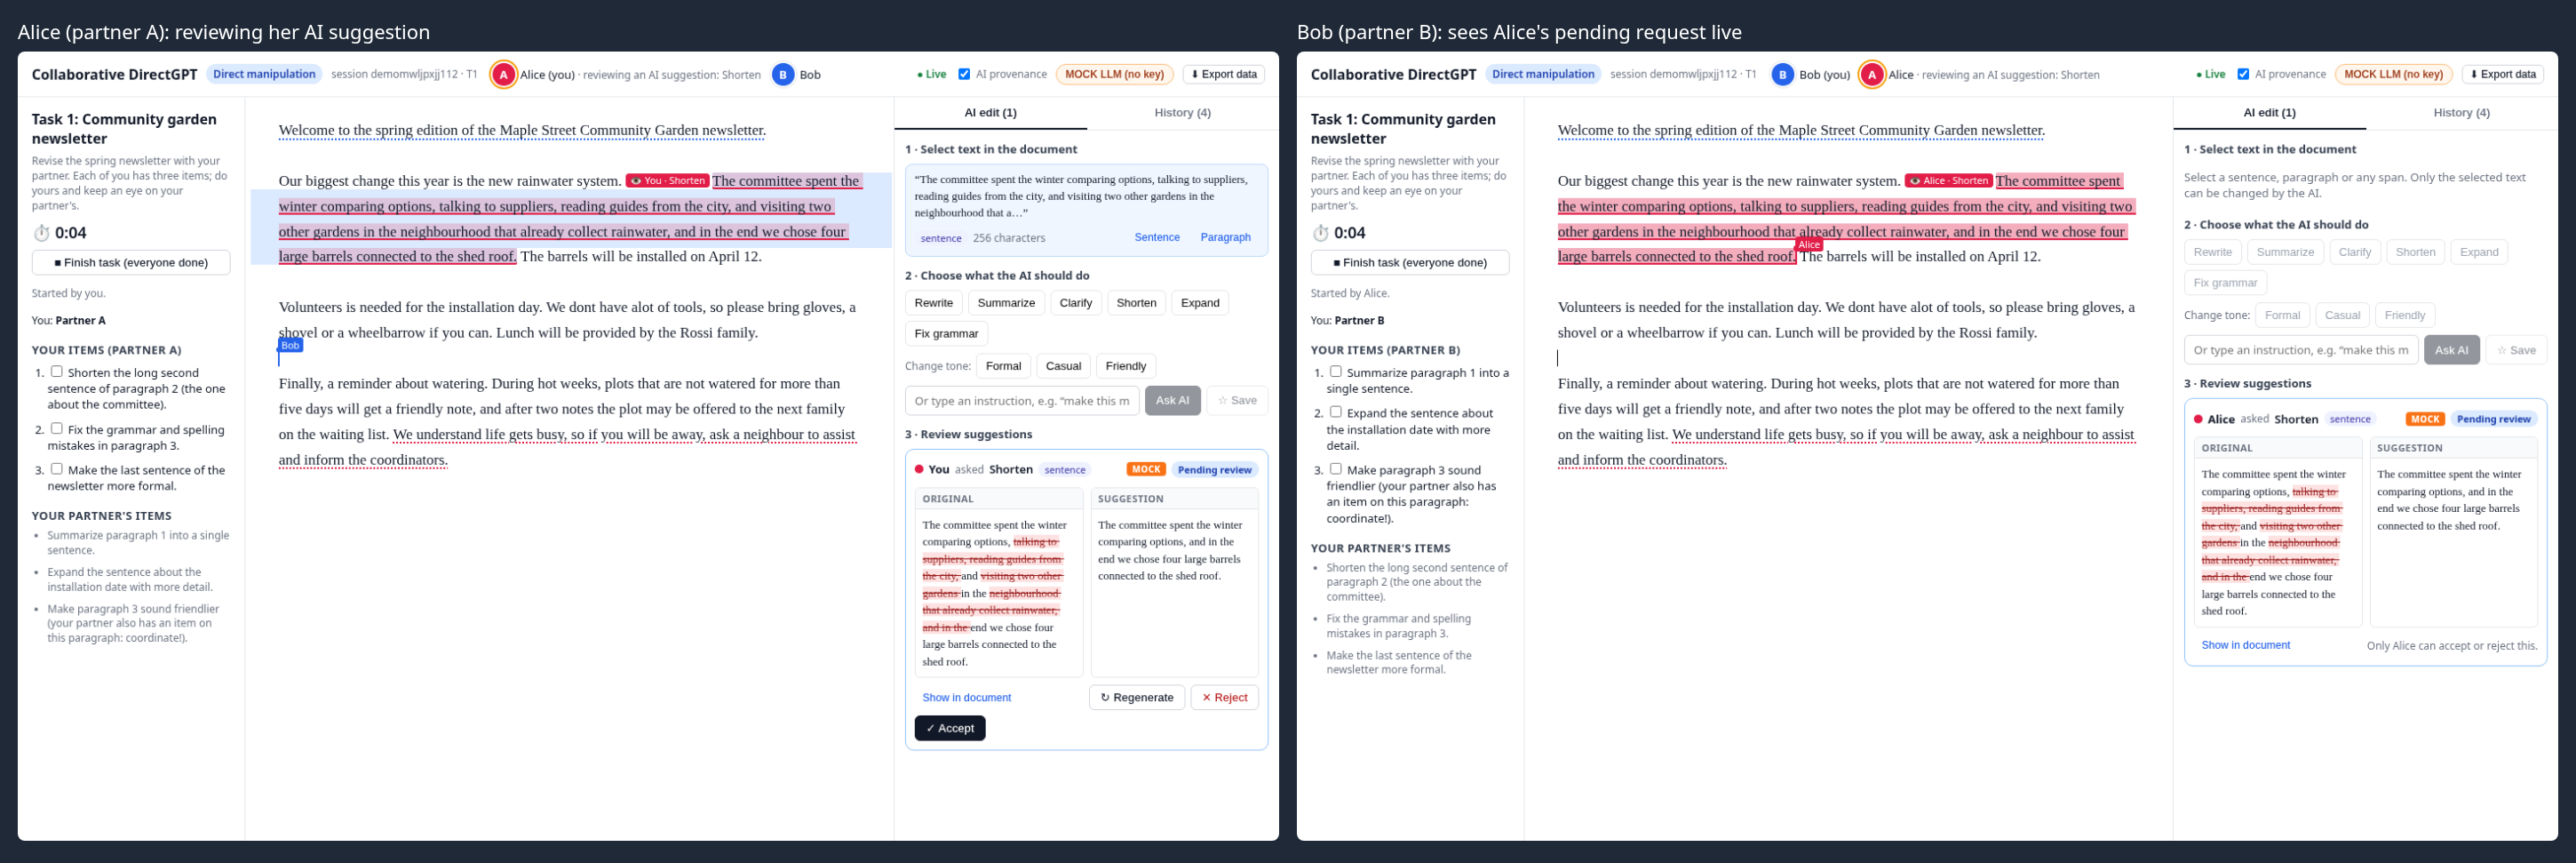 Alice (partner A): reviewing her AI suggestion
Collaborative DirectGPT Direct manipulation session demomwljpxjj112 · T1 A Alice (you) · reviewing an AI suggestion: Shorten B Bob ● Live AI provenance MOCK LLM (no key) ⬇ Export data
Task 1: Community garden
newsletter
Revise the spring newsletter with your
partner. Each of you has three items; do
yours and keep an eye on your
partner's.
⏱ 0:04
■ Finish task (everyone done)
Started by you.
You: Partner A
YOUR ITEMS (PARTNER A)
1. Shorten the long second
sentence of paragraph 2 (the one
about the committee).
2. Fix the grammar and spelling
mistakes in paragraph 3.
3. Make the last sentence of the
newsletter more formal.
YOUR PARTNER'S ITEMS
• Summarize paragraph 1 into a single
sentence.
• Expand the sentence about the
installation date with more detail.
• Make paragraph 3 sound friendlier
(your partner also has an item on
this paragraph: coordinate!).
Welcome to the spring edition of the Maple Street Community Garden newsletter.
Our biggest change this year is the new rainwater system. You · Shorten The committee spent the
winter comparing options, talking to suppliers, reading guides from the city, and visiting two
other gardens in the neighbourhood that already collect rainwater, and in the end we chose four
large barrels connected to the shed roof. The barrels will be installed on April 12.
Volunteers is needed for the installation day. We dont have alot of tools, so please bring gloves, a
shovel or a wheelbarrow if you can. Lunch will be provided by the Rossi family.
Bob
Finally, a reminder about watering. During hot weeks, plots that are not watered for more than
five days will get a friendly note, and after two notes the plot may be offered to the next family
on the waiting list. We understand life gets busy, so if you will be away, ask a neighbour to assist
and inform the coordinators.
AI edit (1) History (4)
1 · Select text in the document
“The committee spent the winter comparing options, talking to suppliers,
reading guides from the city, and visiting two other gardens in the
neighbourhood that a…”
sentence 256 characters Sentence Paragraph
2 · Choose what the AI should do
Rewrite Summarize Clarify Shorten Expand
Fix grammar
Change tone: Formal Casual Friendly
Or type an instruction, e.g. “make this m Ask AI ☆ Save
3 · Review suggestions
You asked Shorten sentence MOCK Pending review
ORIGINAL
The committee spent the winter
comparing options, talking to
suppliers, reading guides from
the city, and visiting two other
gardens in the neighbourhood
that already collect rainwater,
and in the end we chose four
large barrels connected to the
shed roof.
SUGGESTION
The committee spent the winter
comparing options, and in the
end we chose four large barrels
connected to the shed roof.
Show in document ↻ Regenerate ✕ Reject
✓ Accept
Bob (partner B): sees Alice's pending request live
Collaborative DirectGPT Direct manipulation session demomwljpxjj112 · T1 B Bob (you) A Alice · reviewing an AI suggestion: Shorten ● Live AI provenance MOCK LLM (no key) ⬇ Export data
Task 1: Community garden
newsletter
Revise the spring newsletter with your
partner. Each of you has three items; do
yours and keep an eye on your
partner's.
⏱ 0:04
■ Finish task (everyone done)
Started by Alice.
You: Partner B
YOUR ITEMS (PARTNER B)
1. Summarize paragraph 1 into a
single sentence.
2. Expand the sentence about
the installation date with more
detail.
3. Make paragraph 3 sound
friendlier (your partner also has
an item on this paragraph:
coordinate!).
YOUR PARTNER'S ITEMS
• Shorten the long second sentence of
paragraph 2 (the one about the
committee).
• Fix the grammar and spelling
mistakes in paragraph 3.
• Make the last sentence of the
newsletter more formal.
Welcome to the spring edition of the Maple Street Community Garden newsletter.
Our biggest change this year is the new rainwater system. Alice · Shorten The committee spent
the winter comparing options, talking to suppliers, reading guides from the city, and visiting two
other gardens in the neighbourhood that already collect rainwater, and in the end we chose four
Alice
large barrels connected to the shed roof. The barrels will be installed on April 12.
Volunteers is needed for the installation day. We dont have alot of tools, so please bring gloves, a
shovel or a wheelbarrow if you can. Lunch will be provided by the Rossi family.
Finally, a reminder about watering. During hot weeks, plots that are not watered for more than
five days will get a friendly note, and after two notes the plot may be offered to the next family
on the waiting list. We understand life gets busy, so if you will be away, ask a neighbour to assist
and inform the coordinators.
AI edit (1) History (4)
1 · Select text in the document
Select a sentence, paragraph or any span. Only the selected text
can be changed by the AI.
2 · Choose what the AI should do
Rewrite Summarize Clarify Shorten Expand
Fix grammar
Change tone: Formal Casual Friendly
Or type an instruction, e.g. “make this m Ask AI ☆ Save
3 · Review suggestions
Alice asked Shorten sentence MOCK Pending review
ORIGINAL
The committee spent the winter
comparing options, talking to
suppliers, reading guides from
the city, and visiting two other
gardens in the neighbourhood
that already collect rainwater,
and in the end we chose four
large barrels connected to the
shed roof.
SUGGESTION
The committee spent the winter
comparing options, and in the
end we chose four large barrels
connected to the shed roof.
Show in document Only Alice can accept or reject this.